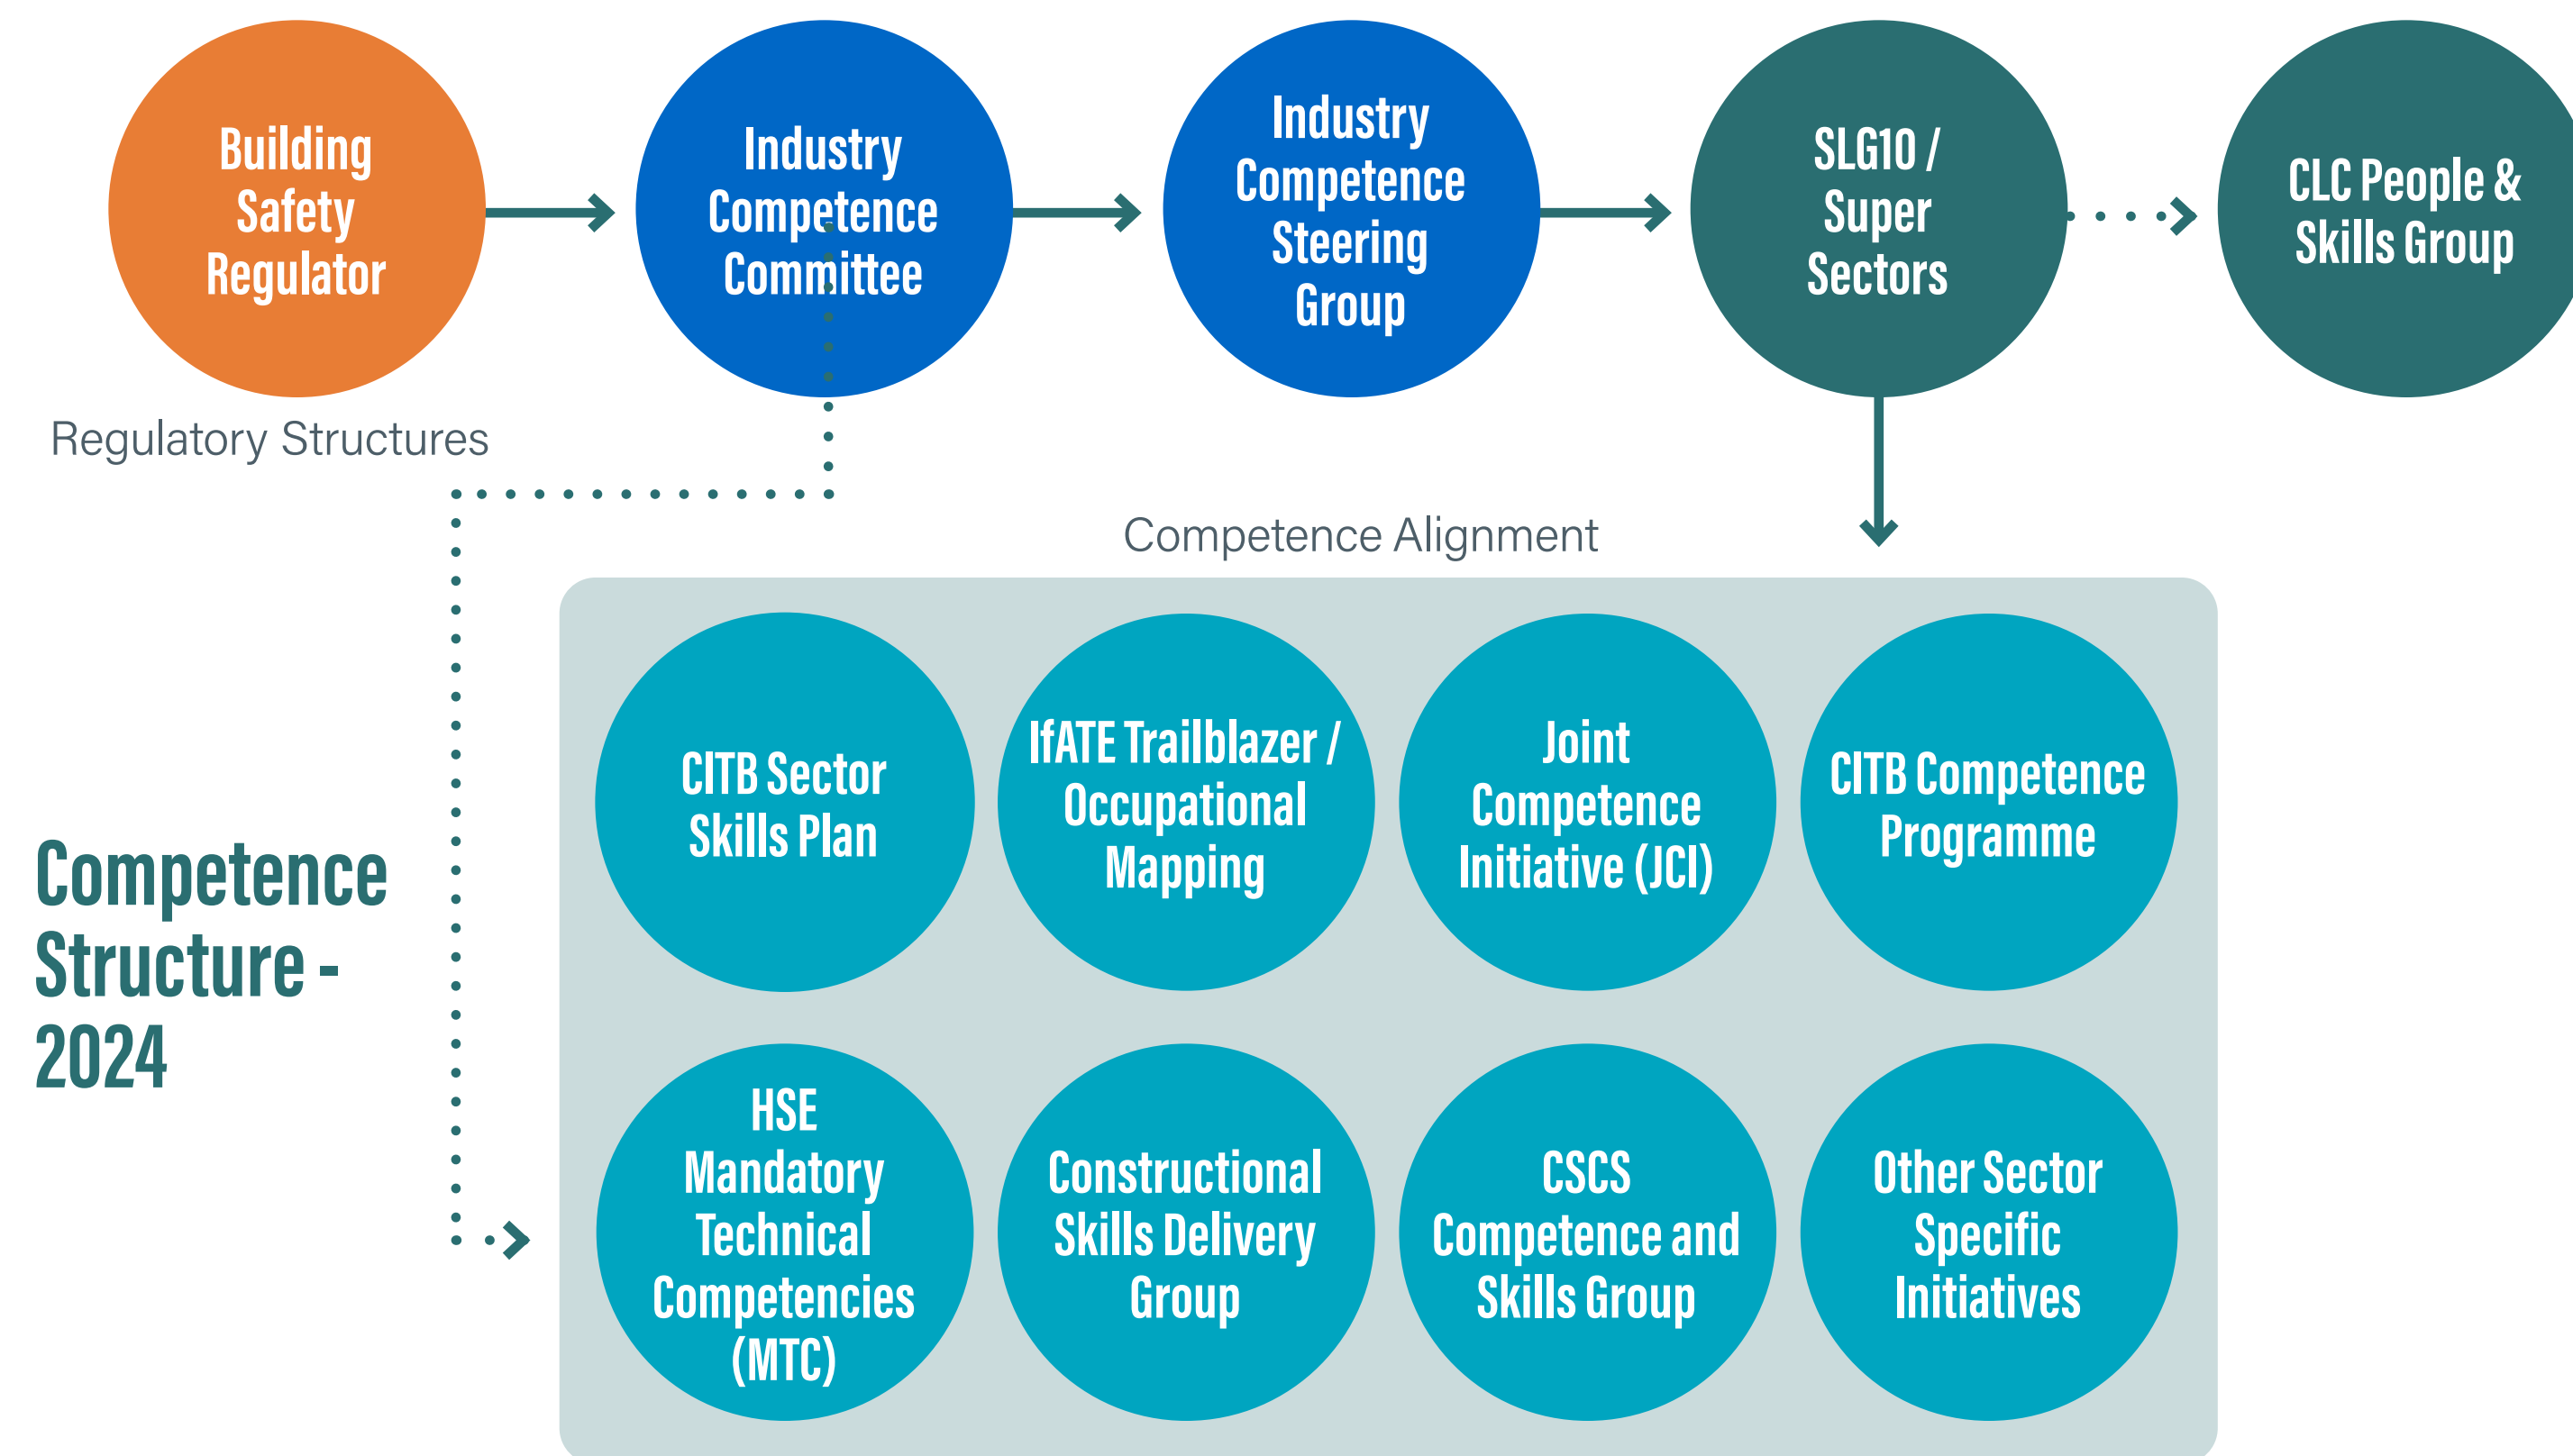 Building
Safety
Regulator
Industry
Competence
Committee
Industry
Competence
Steering
Group
SLG10 /
Super
Sectors
CLC People &
Skills Group
Regulatory Structures
Competence Alignment
Competence
Structure -
2024
CITB Sector
Skills Plan
IfATE Trailblazer /
Occupational
Mapping
Joint
Competence
Initiative (JCI)
CITB Competence
Programme
HSE
Mandatory
Technical
Competencies
(MTC)
Constructional
Skills Delivery
Group
CSCS
Competence and
Skills Group
Other Sector
Specific
Initiatives